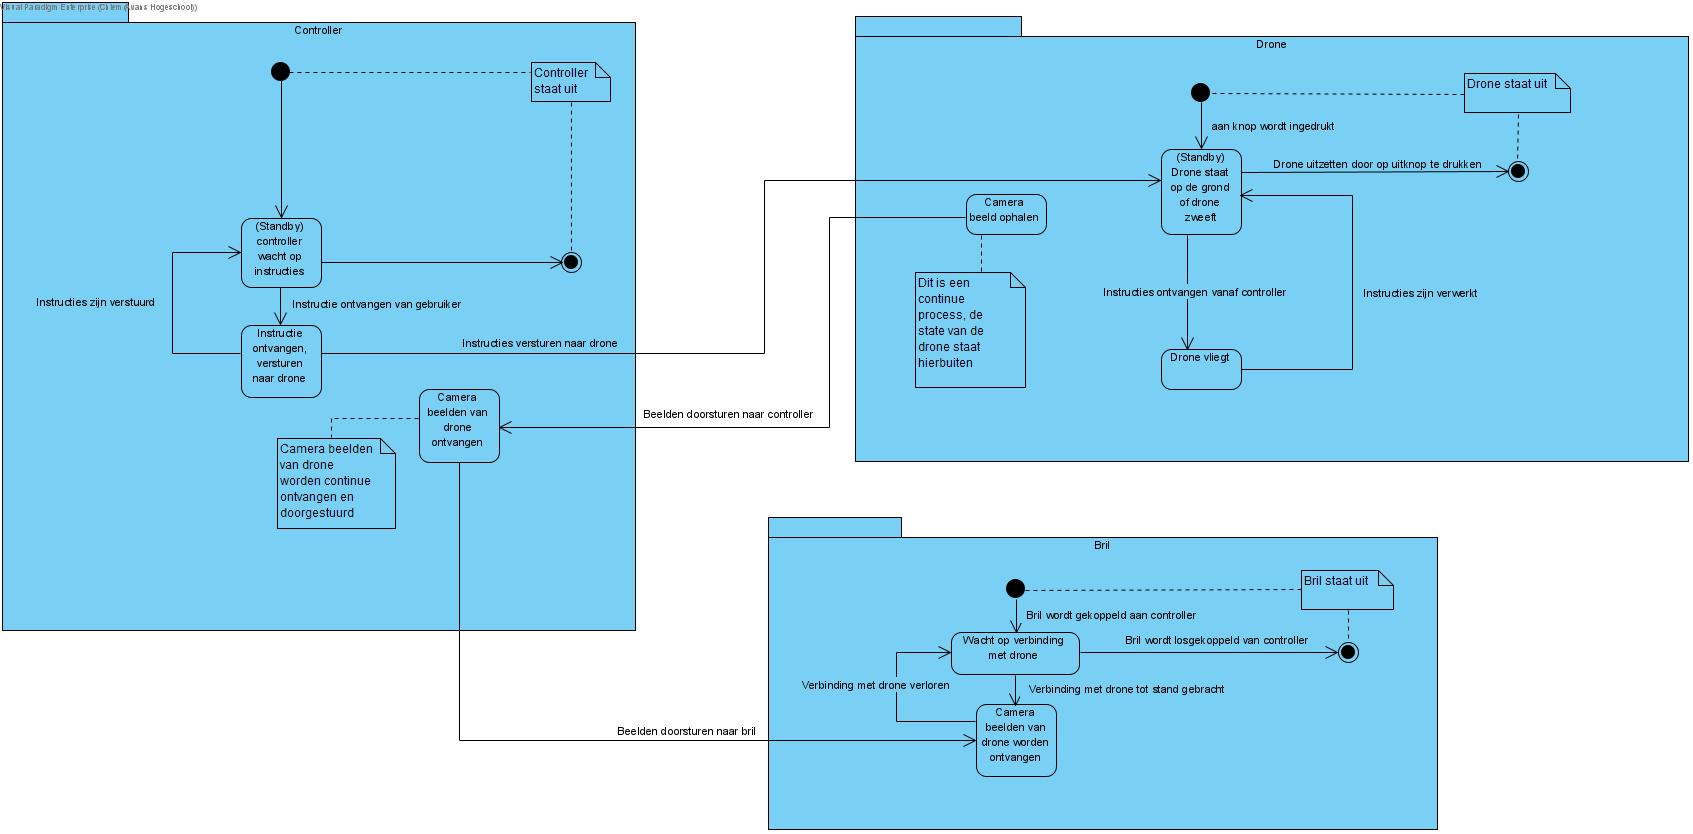 Visual Paradigm Enterprise (Chiem (Avans Hogeschool))
Controller
Controller
staat uit
(Standby)
controller
wacht op
instructies
Instructies zijn verstuurd
Instructie ontvangen van gebruiker
Instructie
ontvangen,
versturen
naar drone
Instructies versturen naar drone
Camera
beelden van
drone
ontvangen
Camera beelden
van drone
worden continue
ontvangen en
doorgestuurd
Beelden doorsturen naar controller
Beelden doorsturen naar bril
Drone
Drone staat uit
aan knop wordt ingedrukt
(Standby)
Drone staat
op de grond
of drone
zweeft
Drone uitzetten door op uitknop te drukken
Camera
beeld ophalen
Dit is een
continue
process, de
state van de
drone staat
hierbuiten
Instructies ontvangen vanaf controller
Instructies zijn verwerkt
Drone vliegt
Bril
Bril staat uit
Bril wordt gekoppeld aan controller
Wacht op verbinding
met drone
Bril wordt losgekoppeld van controller
Verbinding met drone verloren
Verbinding met drone tot stand gebracht
Camera
beelden van
drone worden
ontvangen